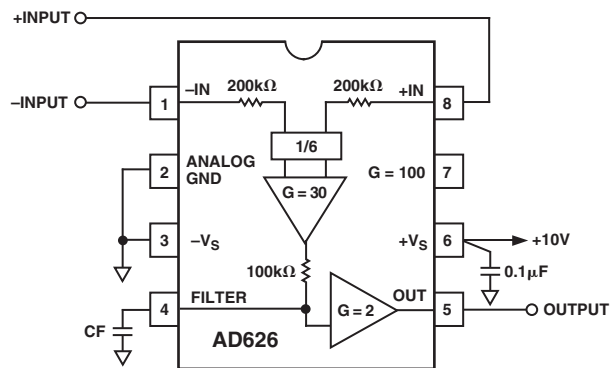 +INPUT
–INPUT
1
–IN
200kΩ
200kΩ
+IN
8
1/6
2
ANALOG
GND
G = 30
G = 100
7
3
–VS
+VS
6
+10V
100kΩ
0.1μF
4
FILTER
OUT
5
OUTPUT
CF
G = 2
AD626